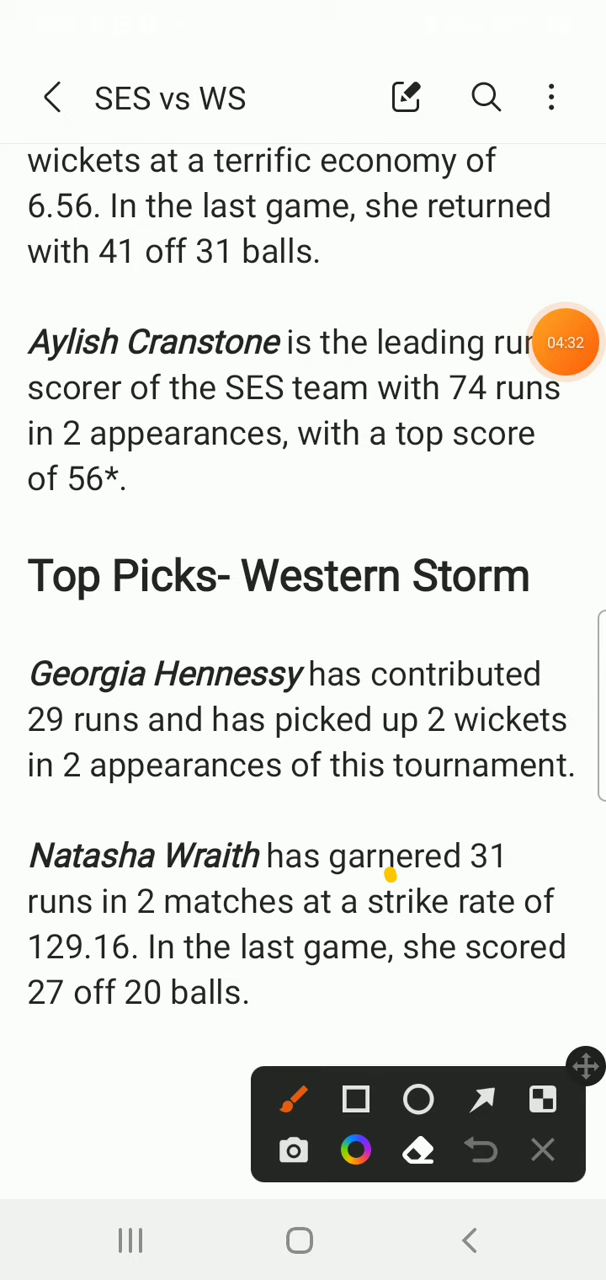 SES vs WS
wickets at a terrific economy of
6.56. In the last game, she returned
with 41 off 31 balls.
Aylish Cranstone is the leading run
04:32
scorer of the SES team with 74 runs
in 2 appearances, with a top score
of 56*.
Top Picks- Western Storm
Georgia Hennessy has contributed
29 runs and has picked up 2 wickets
in 2 appearances of this tournament.
Natasha Wraith has garnered 31
runs in 2 matches at a strike rate of
129.16. In the last game, she scored
27 off 20 balls.